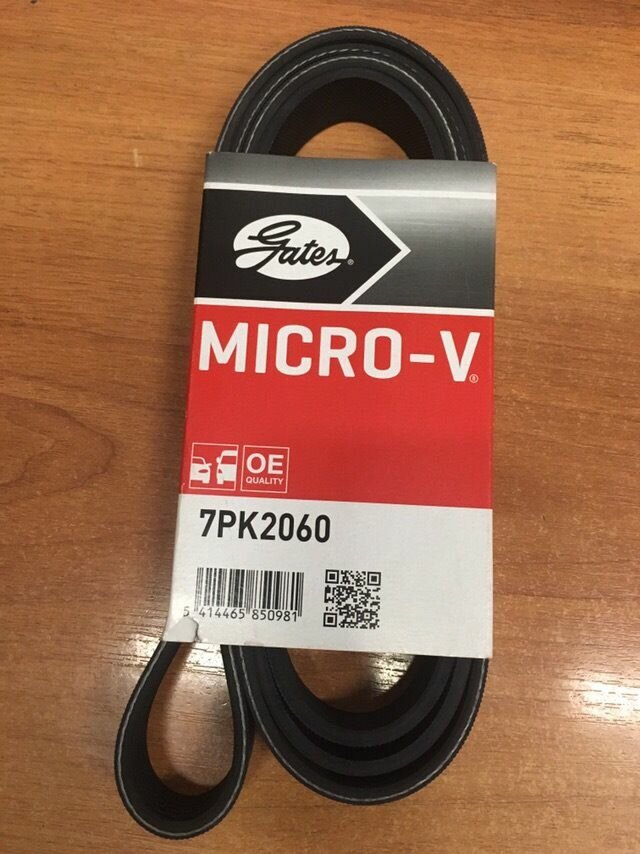 Gates®
MICRO-V®
OE
QUALITY
7PK2060
5 414465 850981